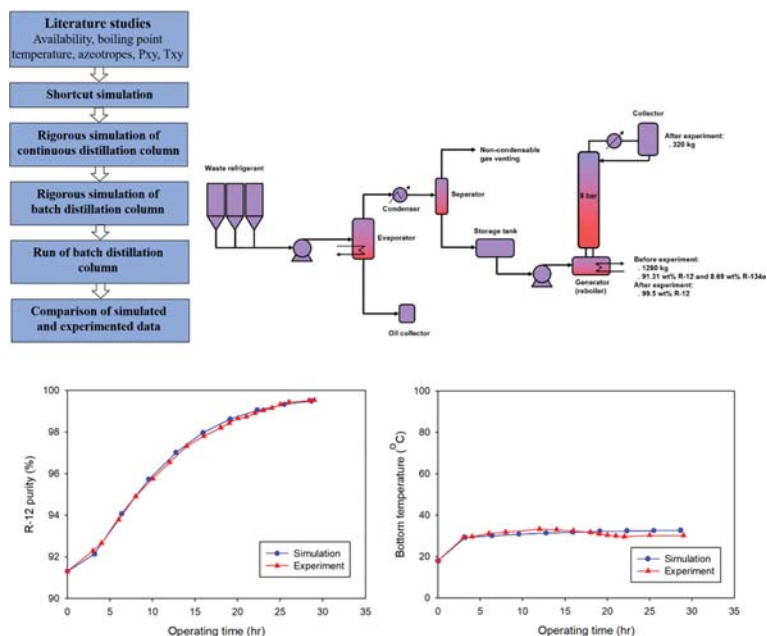 Literature studies
Availability, boiling point
temperature, azeotropes, Pxy, Txy
Shortcut simulation
Rigorous simulation of
continuous distillation column
Rigorous simulation of
batch distillation column
Run of batch distillation
column
Comparison of simulated
and experimented data
Waste refrigerant
Evaporator
Oil collector
Condenser
Non-condensable
gas venting
Separator
Storage tank
Collector
After experiment:
. 320 kg
8 bar
Generator
(reboiler)
Before experiment:
. 1280 kg
. 91.31 wt% R-12 and 8.69 wt% R-134a
After experiment:
. 99.5 wt% R-12
R-12 purity (%)
100
98
96
94
92
90
Simulation
Experiment
0 5 10 15 20 25 30 35
Operating time (hr)
Bottom temperature (°C)
100
80
60
40
20
0
Simulation
Experiment
0 5 10 15 20 25 30 35
Operating time (hr)